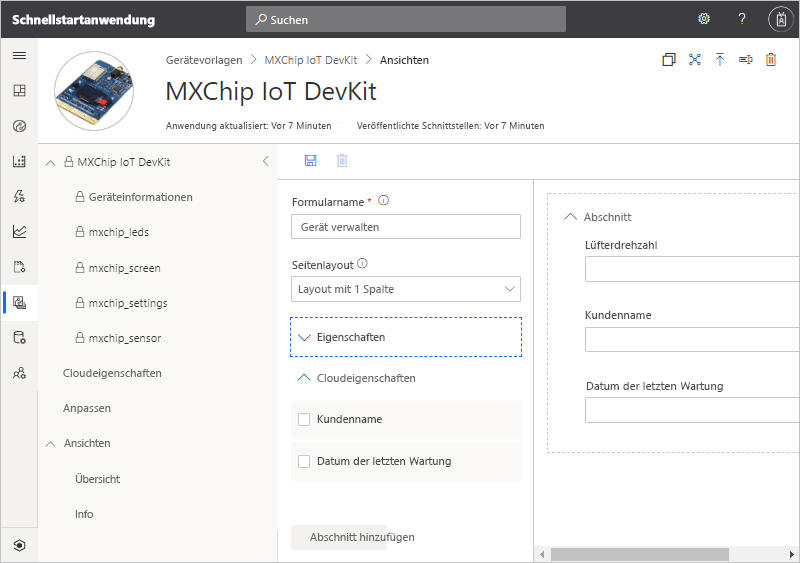 Schnellstartanwendung
Suchen
?
Gerätevorlagen > MXChip IoT DevKit > Ansichten
MXChip IoT DevKit
Anwendung aktualisiert: Vor 7 Minuten
Veröffentlichte Schnittstellen: Vor 7 Minuten
MXChip IoT DevKit
Geräteinformationen
mxchip_leds
mxchip_screen
mxchip_settings
mxchip_sensor
Cloudeigenschaften
Anpassen
Ansichten
Übersicht
Info
Formularname *
Gerät verwalten
Seitenlayout
Layout mit 1 Spalte
Eigenschaften
Cloudeigenschaften
Kundenname
Datum der letzten Wartung
Abschnitt hinzufügen
Abschnitt
Lüfterdrehzahl
Kundenname
Datum der letzten Wartung